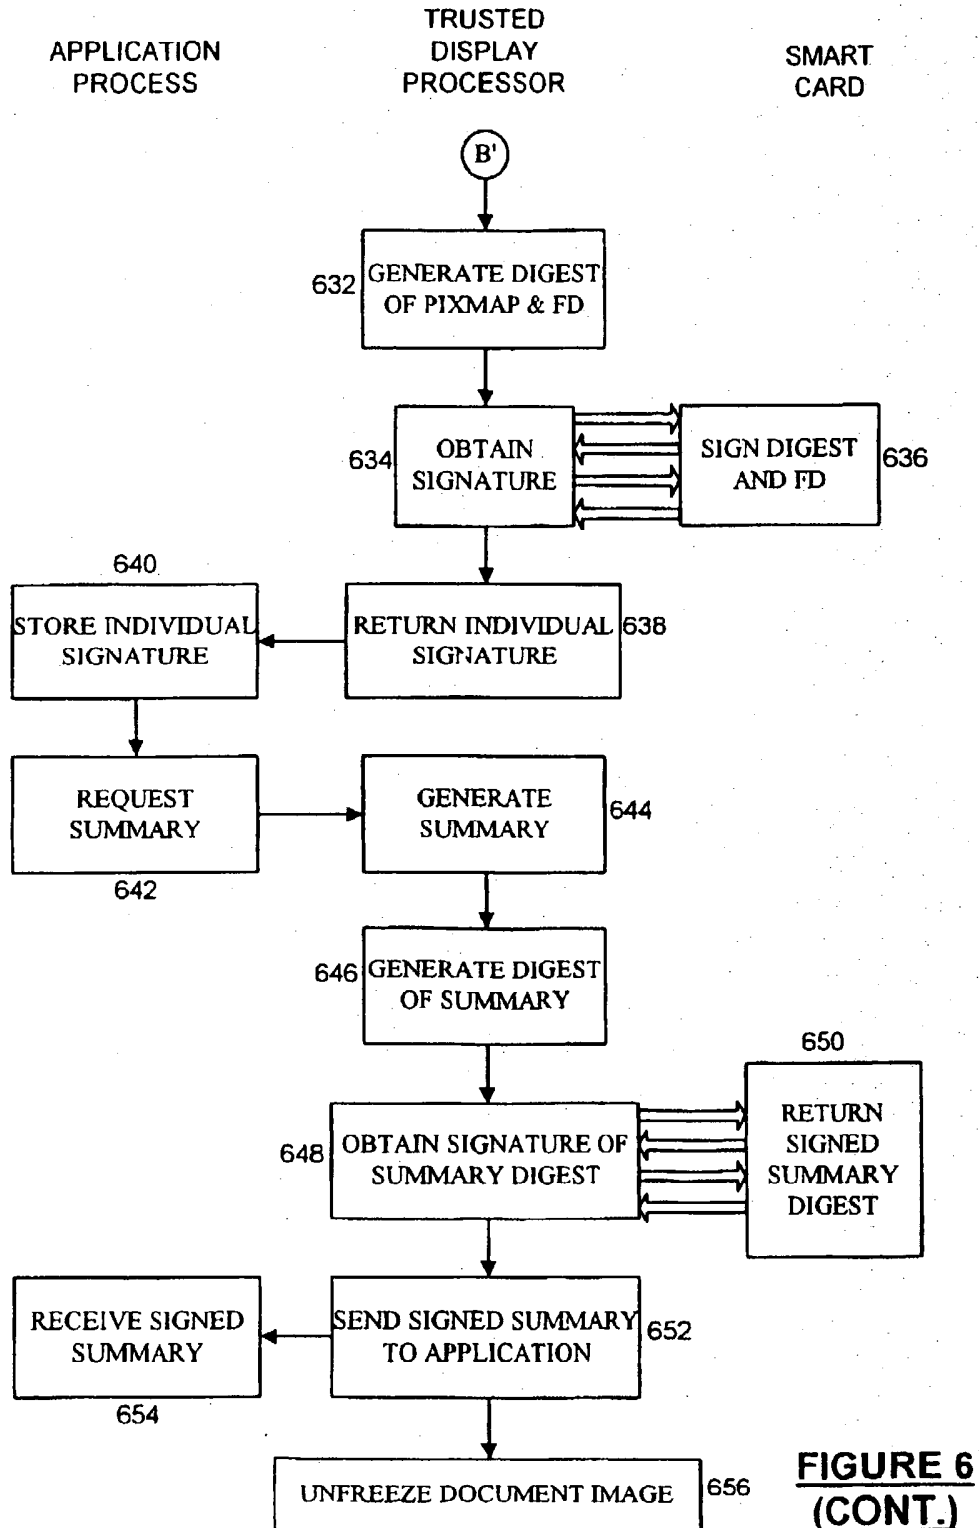 APPLICATION
PROCESS
TRUSTED
DISPLAY
PROCESSOR
SMART
CARD
B'
632
GENERATE DIGEST
OF PIXMAP & FD
634
OBTAIN
SIGNATURE
SIGN DIGEST
AND FD
636
640
STORE INDIVIDUAL
SIGNATURE
RETURN INDIVIDUAL
SIGNATURE
638
REQUEST
SUMMARY
642
GENERATE
SUMMARY
644
646
GENERATE DIGEST
OF SUMMARY
648
OBTAIN SIGNATURE OF
SUMMARY DIGEST
650
RETURN
SIGNED
SUMMARY
DIGEST
RECEIVE SIGNED
SUMMARY
654
SEND SIGNED SUMMARY
TO APPLICATION
652
UNFREEZE DOCUMENT IMAGE
656
FIGURE 6
(CONT.)